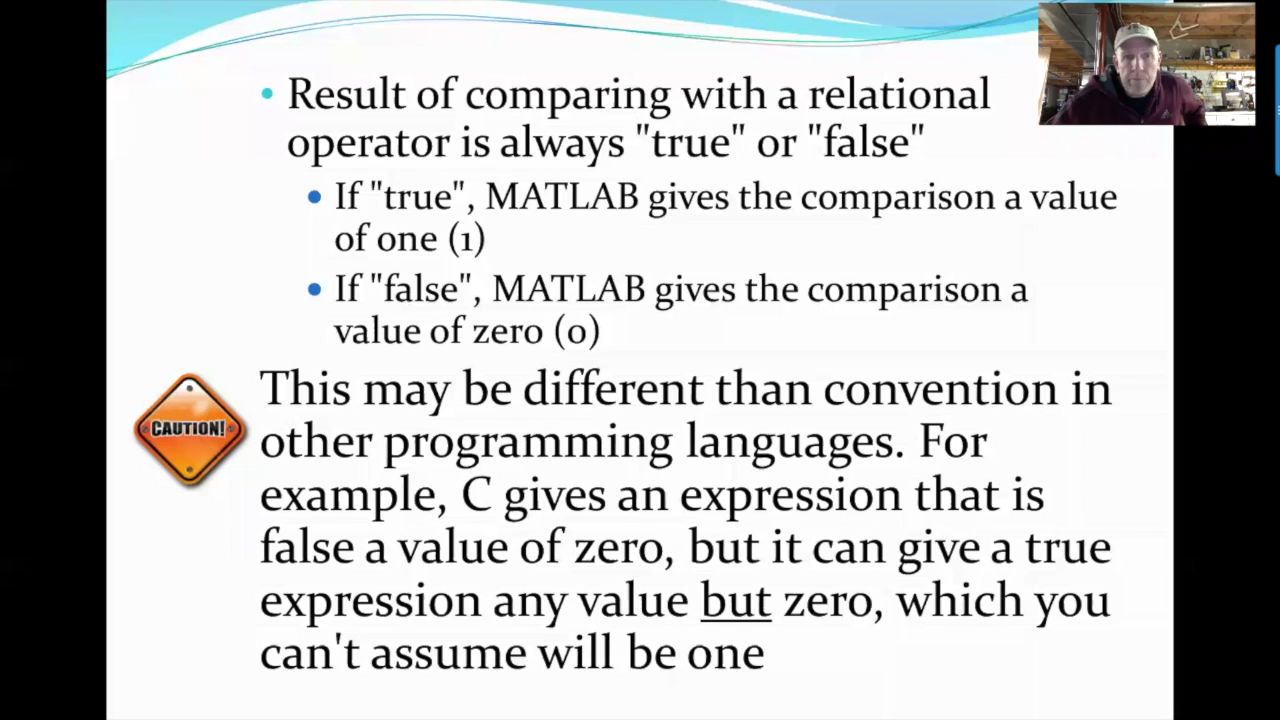 Result of comparing with a relational
operator is always "true" or "false"
If "true", MATLAB gives the comparison a value
of one (1)
If "false", MATLAB gives the comparison a
value of zero (0)
CAUTION!
This may be different than convention in
other programming languages. For
example, C gives an expression that is
false a value of zero, but it can give a true
expression any value but zero, which you
can't assume will be one